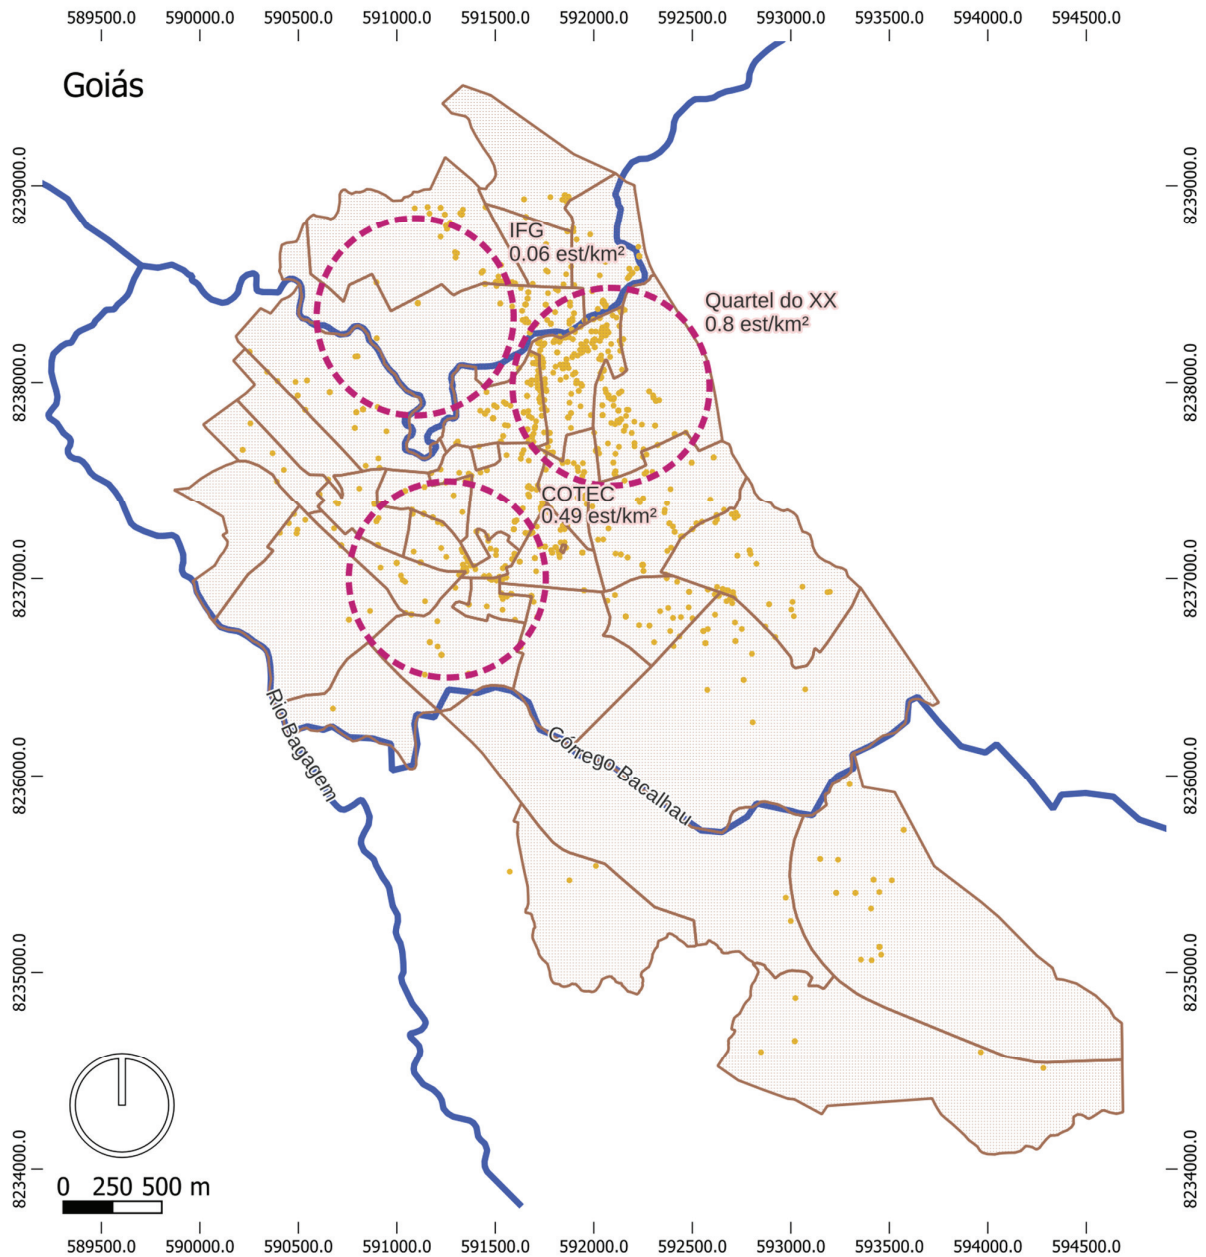 589500.0 590000.0 590500.0 591000.0 591500.0 592000.0 592500.0 593000.0 593500.0 594000.0 594500.0
Goiás
8239000.0
8239000.0
IFG
0.06 est/km²
Quartel do XX
0.8 est/km²
8238000.0
8238000.0
COTEC
0.49 est/km²
8237000.0
8237000.0
Rio Bagagem
Córrego Bacalhau
8236000.0
8236000.0
8235000.0
8235000.0
8234000.0
8234000.0
0 250 500 m
589500.0 590000.0 590500.0 591000.0 591500.0 592000.0 592500.0 593000.0 593500.0 594000.0 594500.0